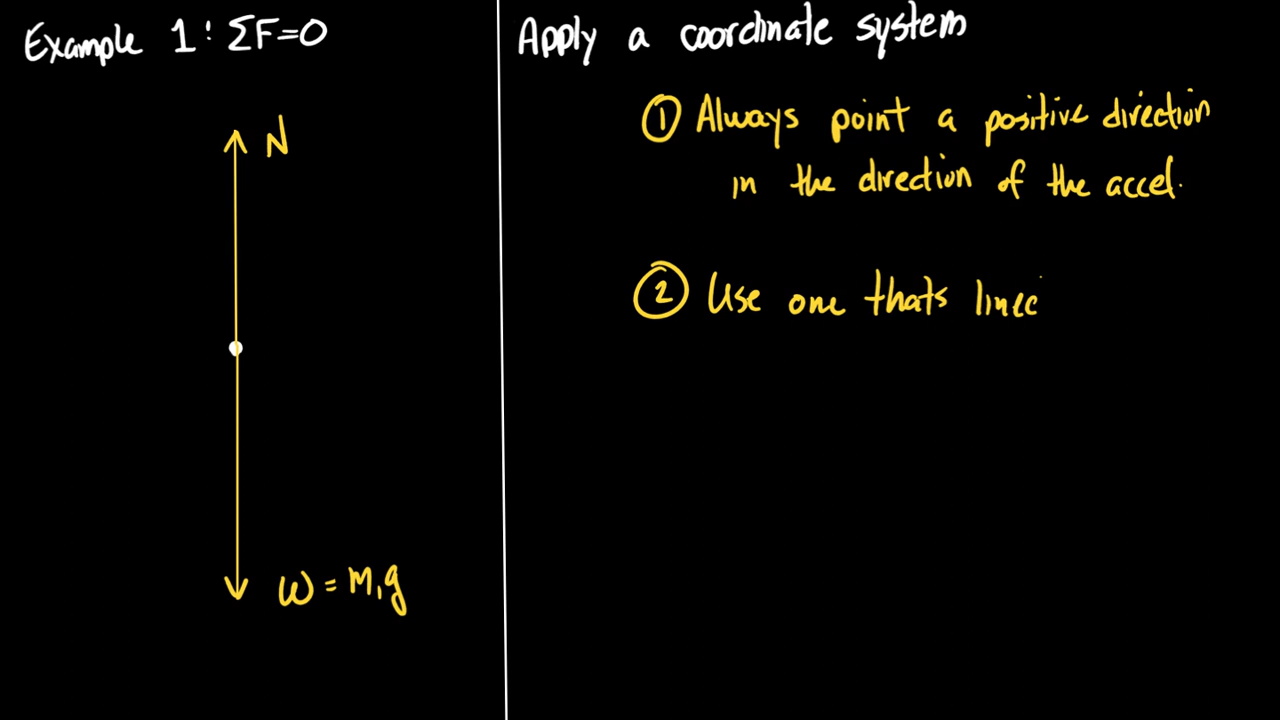 Example 1: ΣF=0
N
W = m₁g
Apply a coordinate system
① Always point a positive direction
in the direction of the accel.
② Use one thats